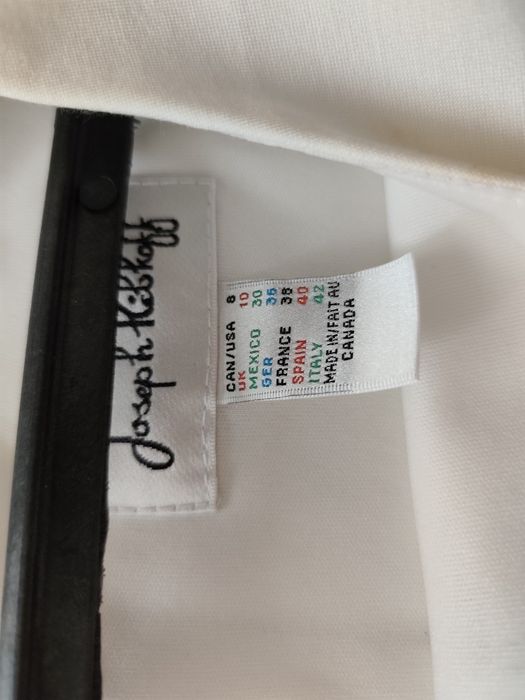 Joseph Ribkoff
CAN/USA 8
UK 10
MEXICO 30
GER 36
FRANCE 38
SPAIN 40
ITALY 42
MADE IN/FAIT AU
CANADA